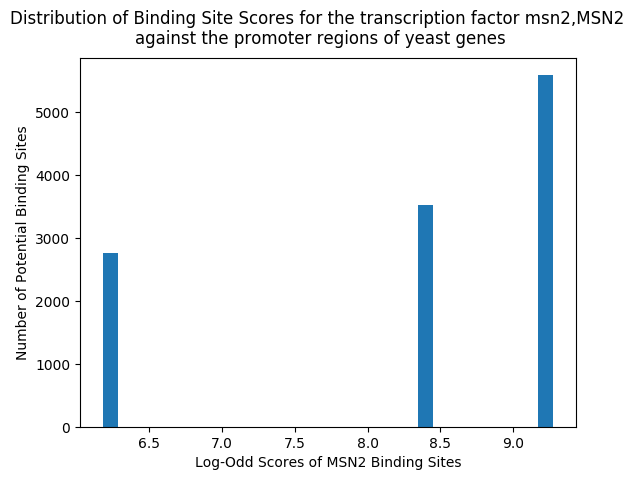 Distribution of Binding Site Scores for the transcription factor msn2,MSN2
against the promoter regions of yeast genes
Number of Potential Binding Sites
5000
4000
3000
2000
1000
0
6.5 7.0 7.5 8.0 8.5 9.0
Log-Odd Scores of MSN2 Binding Sites